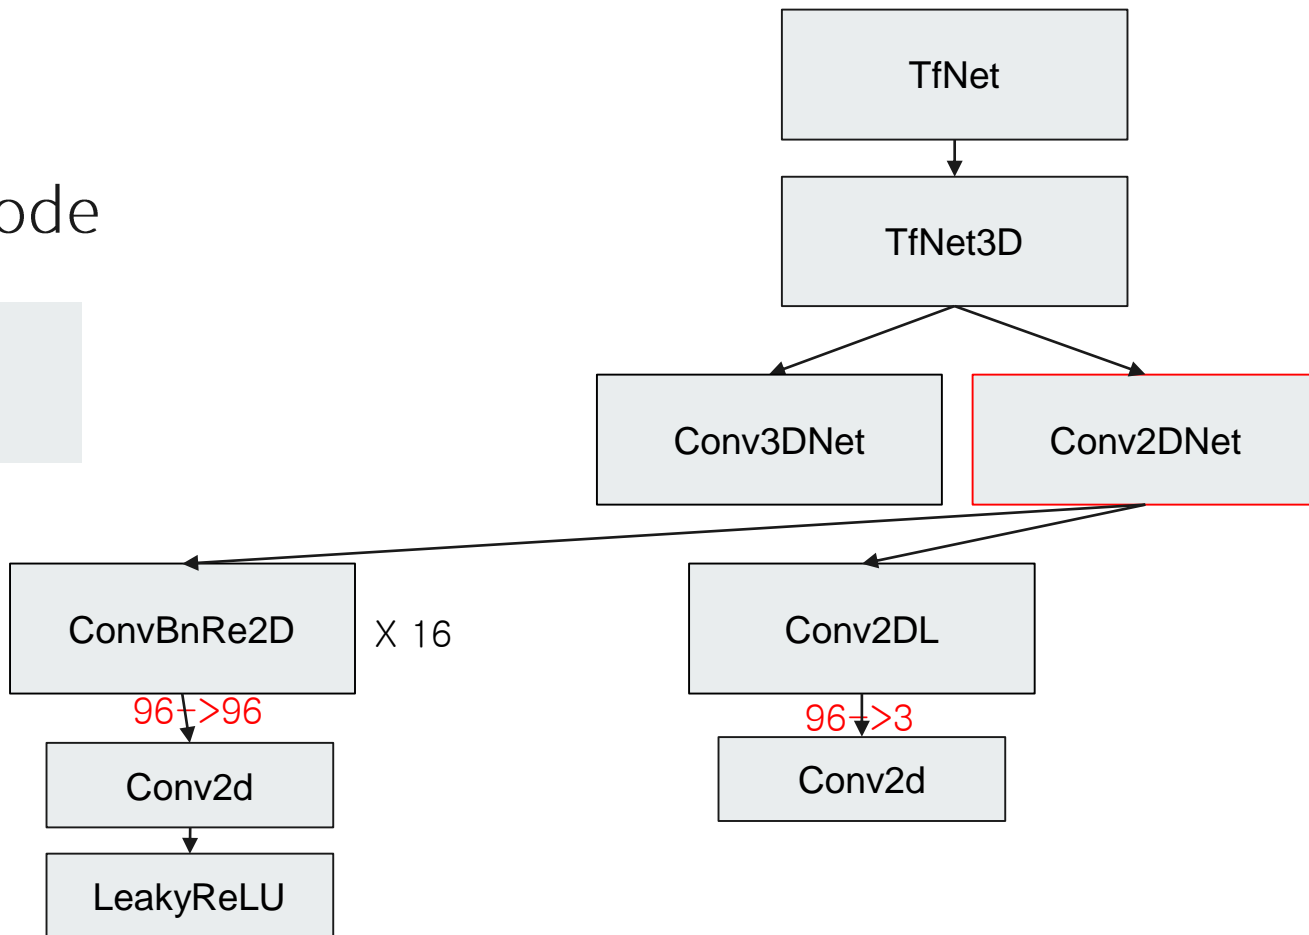 TfNet
ode
TfNet3D
Conv3DNet
Conv2DNet
ConvBnRe2D
X 16
Conv2DL
96->96
96->3
Conv2d
Conv2d
LeakyReLU